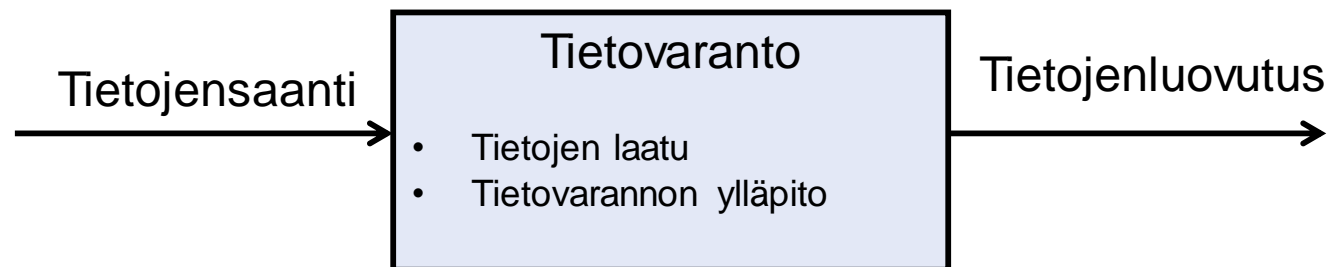 Tietovaranto
Tietojensaanti
Tietojenluovutus
• Tietojen laatu
• Tietovarannon ylläpito